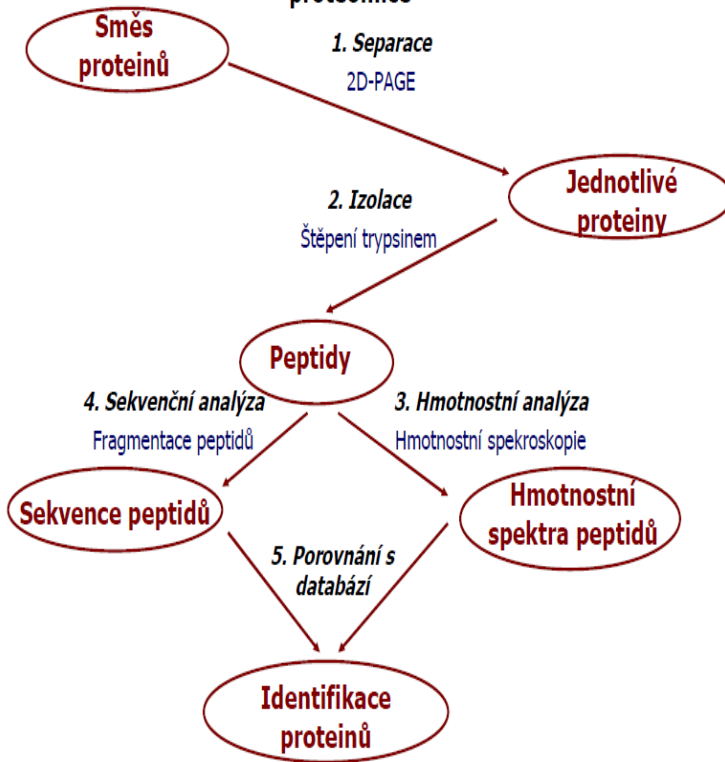 proteomice
Směs
proteinů
1. Separace
2D-PAGE
Jednotlivé
proteiny
2. Izolace
Štěpení trypsinem
Peptidy
4. Sekvenční analýza
Fragmentace peptidů
3. Hmotnostní analýza
Hmotnostní spekroskopie
Sekvence peptidů
Hmotnostní
spektra peptidů
5. Porovnání s
databází
Identifikace
proteinů